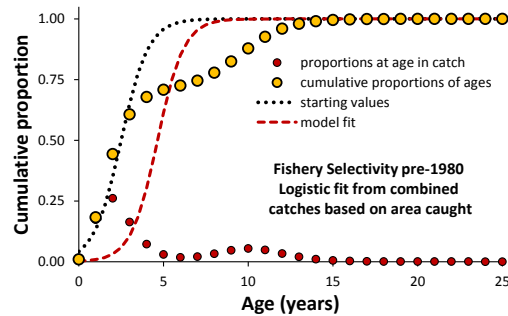 Cumulative proportion
1.00
0.75
0.50
0.25
0.00
proportions at age in catch
cumulative proportions of ages
starting values
model fit
Fishery Selectivity pre-1980
Logistic fit from combined
catches based on area caught
0 5 10 15 20 25
Age (years)